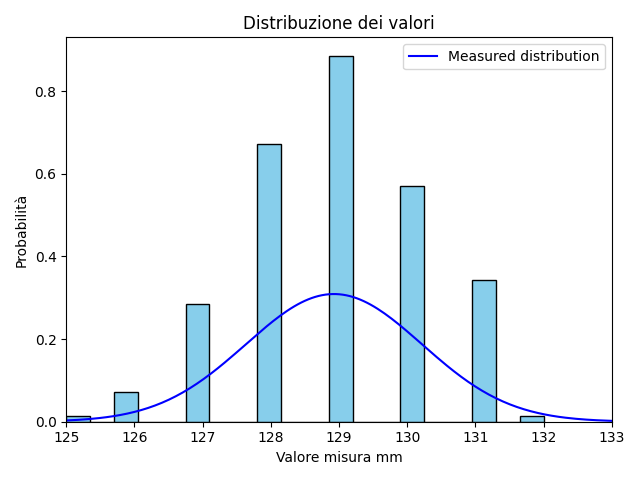 Distribuzione dei valori
Measured distribution
Probabilità
0.8
0.6
0.4
0.2
0.0
125 126 127 128 129 130 131 132 133
Valore misura mm